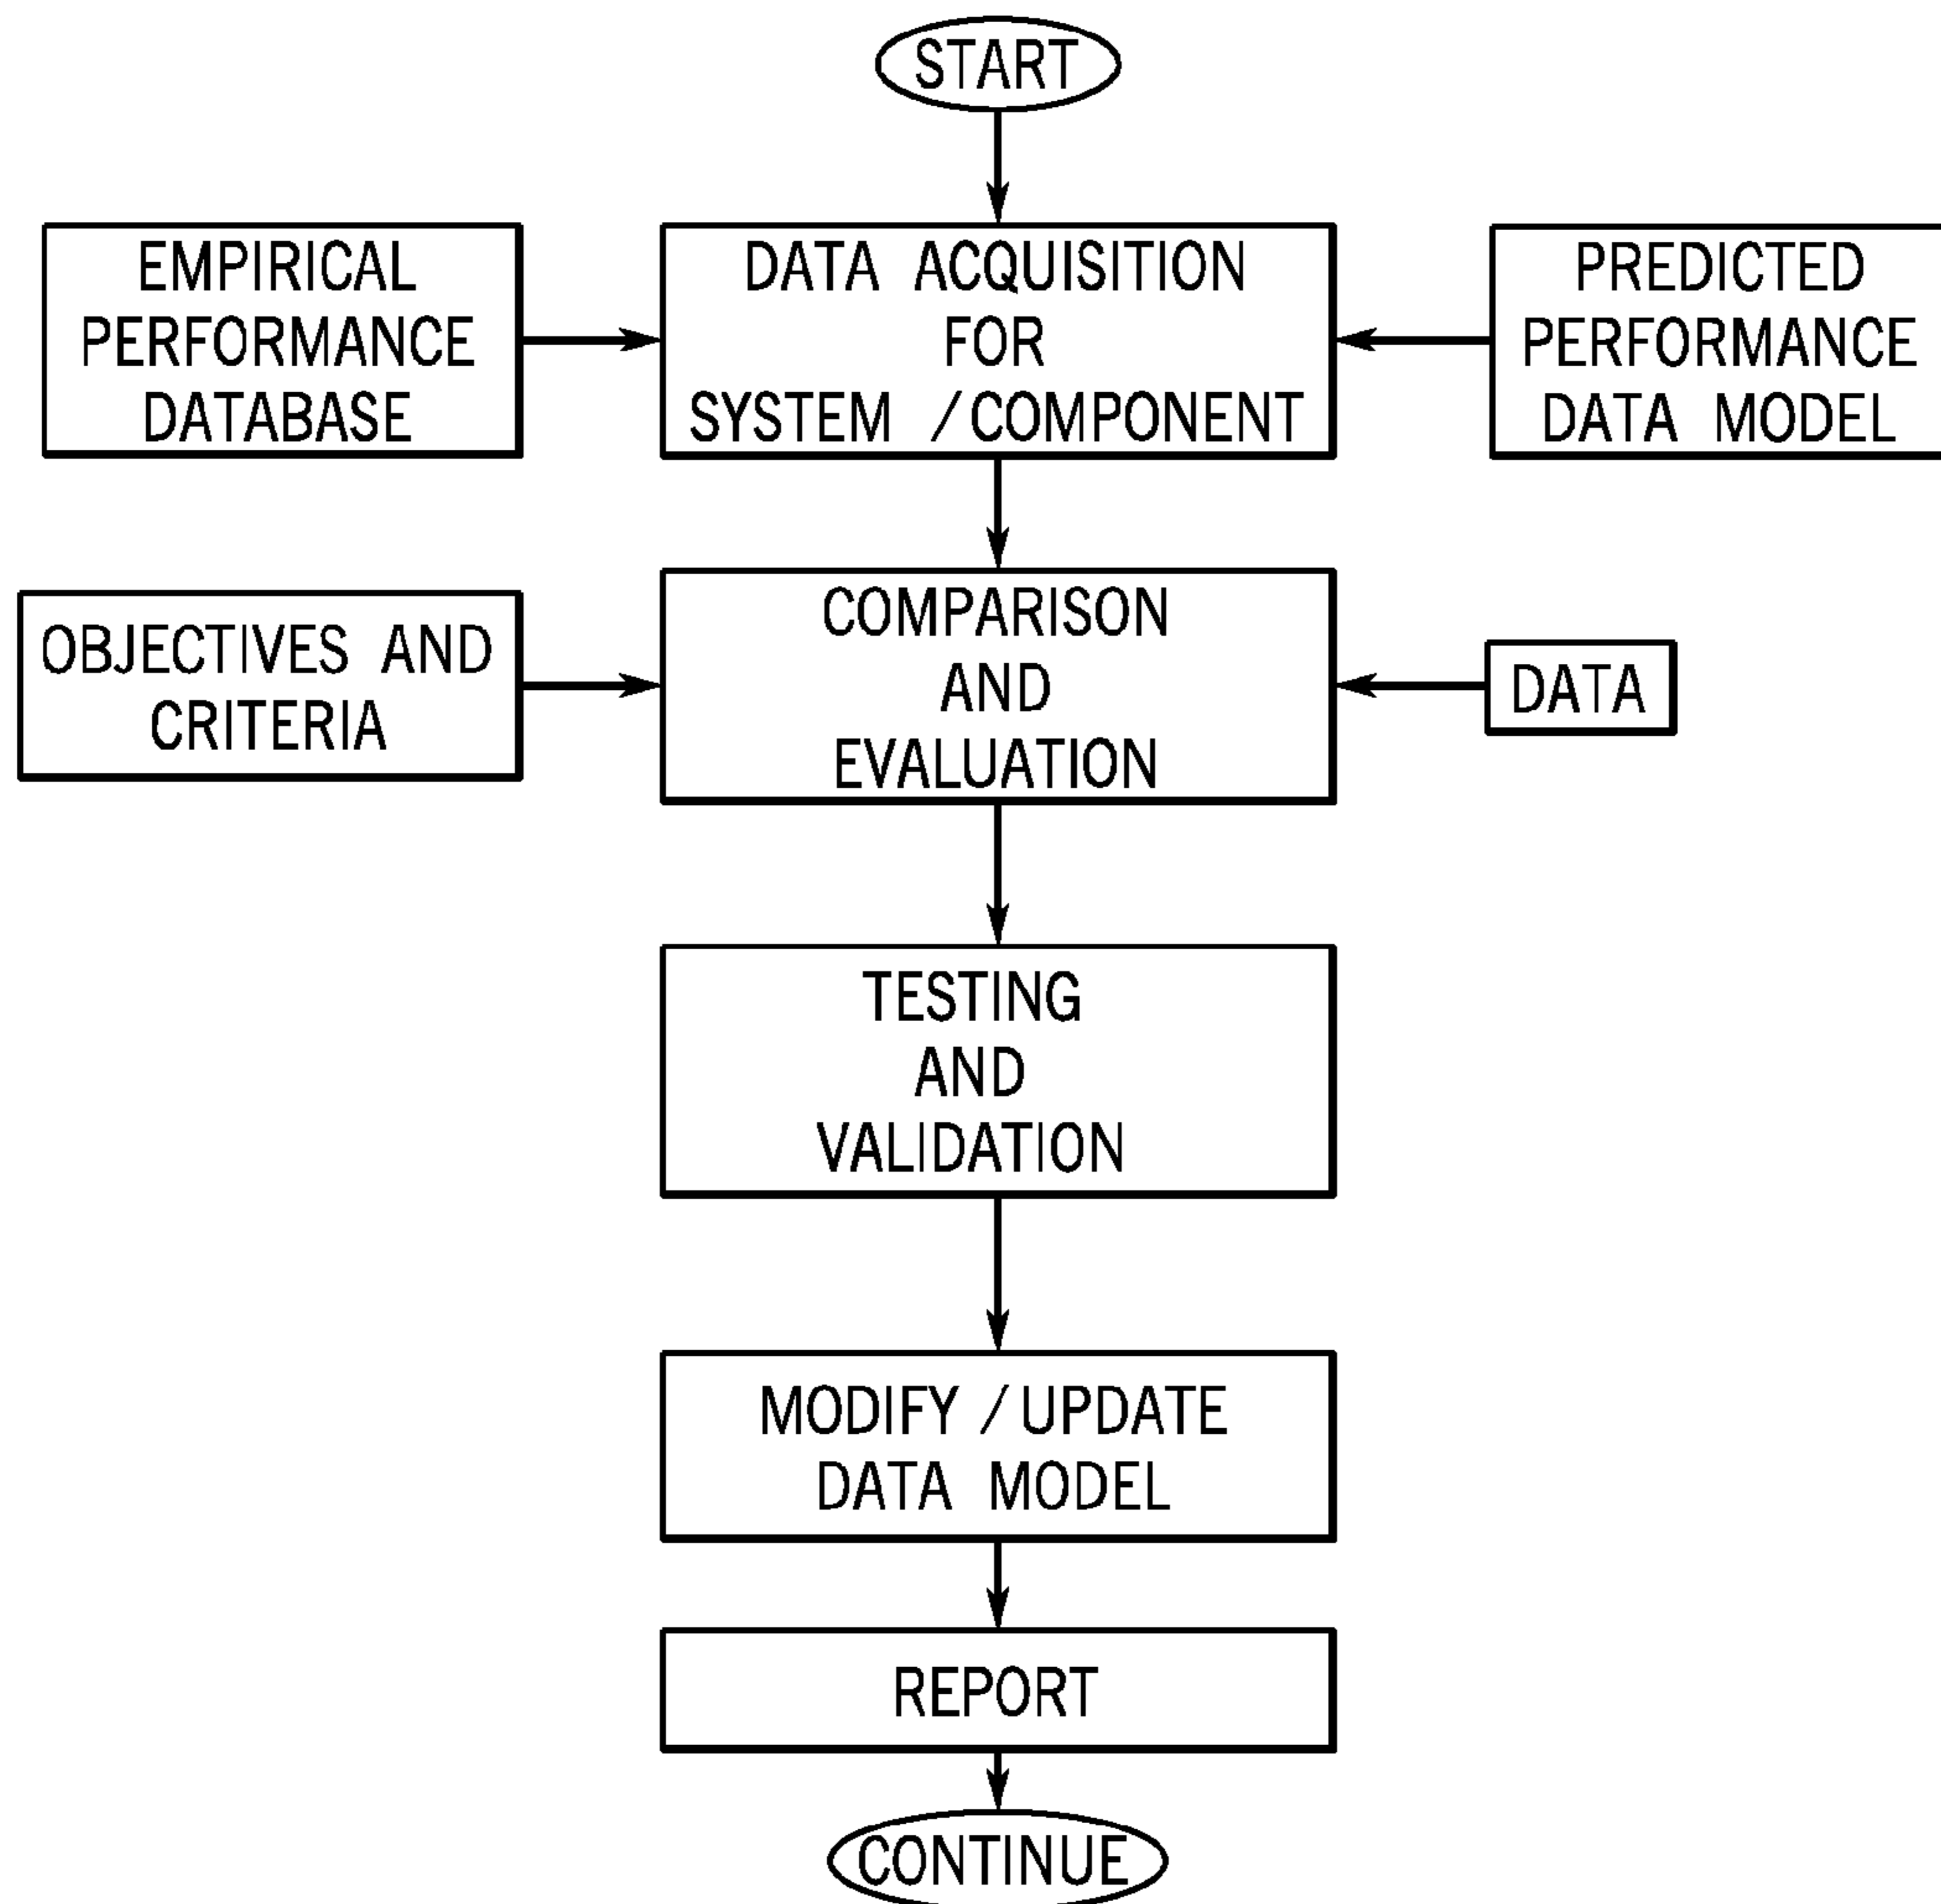 START
EMPIRICAL
PERFORMANCE
DATABASE
DATA ACQUISITION
FOR
SYSTEM /COMPONENT
PREDICTED
PERFORMANCE
DATA MODEL
OBJECTIVES AND
CRITERIA
COMPARISON
AND
EVALUATION
DATA
TESTING
AND
VALIDATION
MODIFY /UPDATE
DATA MODEL
REPORT
CONTINUE